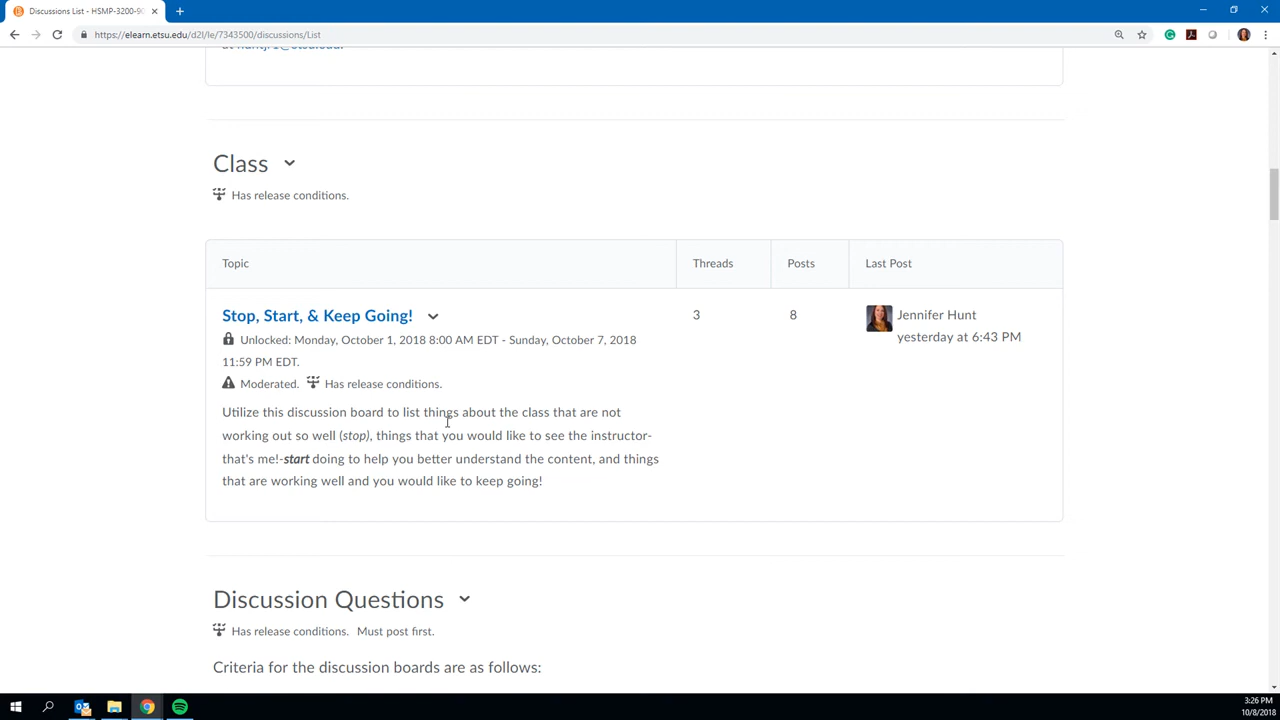 Discussions List - HSMP-3200-90
https://elearn.etsu.edu/d2l/le/7343500/discussions/List
Class
Has release conditions.
Topic
Threads
Posts
Last Post
Stop, Start, & Keep Going!
3
8
Jennifer Hunt
yesterday at 6:43 PM
Unlocked: Monday, October 1, 2018 8:00 AM EDT - Sunday, October 7, 2018
11:59 PM EDT.
Moderated. Has release conditions.
Utilize this discussion board to list things about the class that are not
working out so well (stop), things that you would like to see the instructor-
that's me!-start doing to help you better understand the content, and things
that are working well and you would like to keep going!
Discussion Questions
Has release conditions. Must post first.
Criteria for the discussion boards are as follows:
3:26 PM
10/8/2018